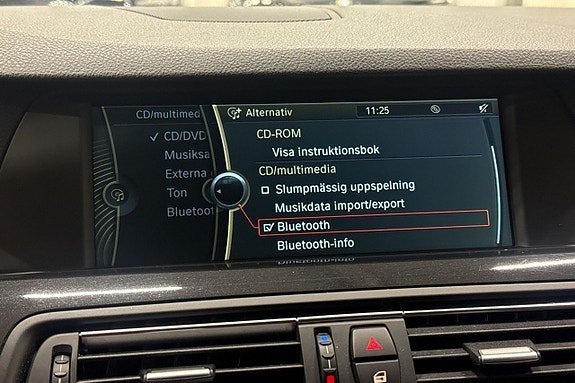 CD/multimed
✓ CD/DVD
Musiksa
Externa
Ton
Bluetoot
Alternativ
11:25
CD-ROM
Visa instruktionsbok
CD/multimedia
Slumpmässig uppspelning
Musikdata import/export
Bluetooth
Bluetooth-info